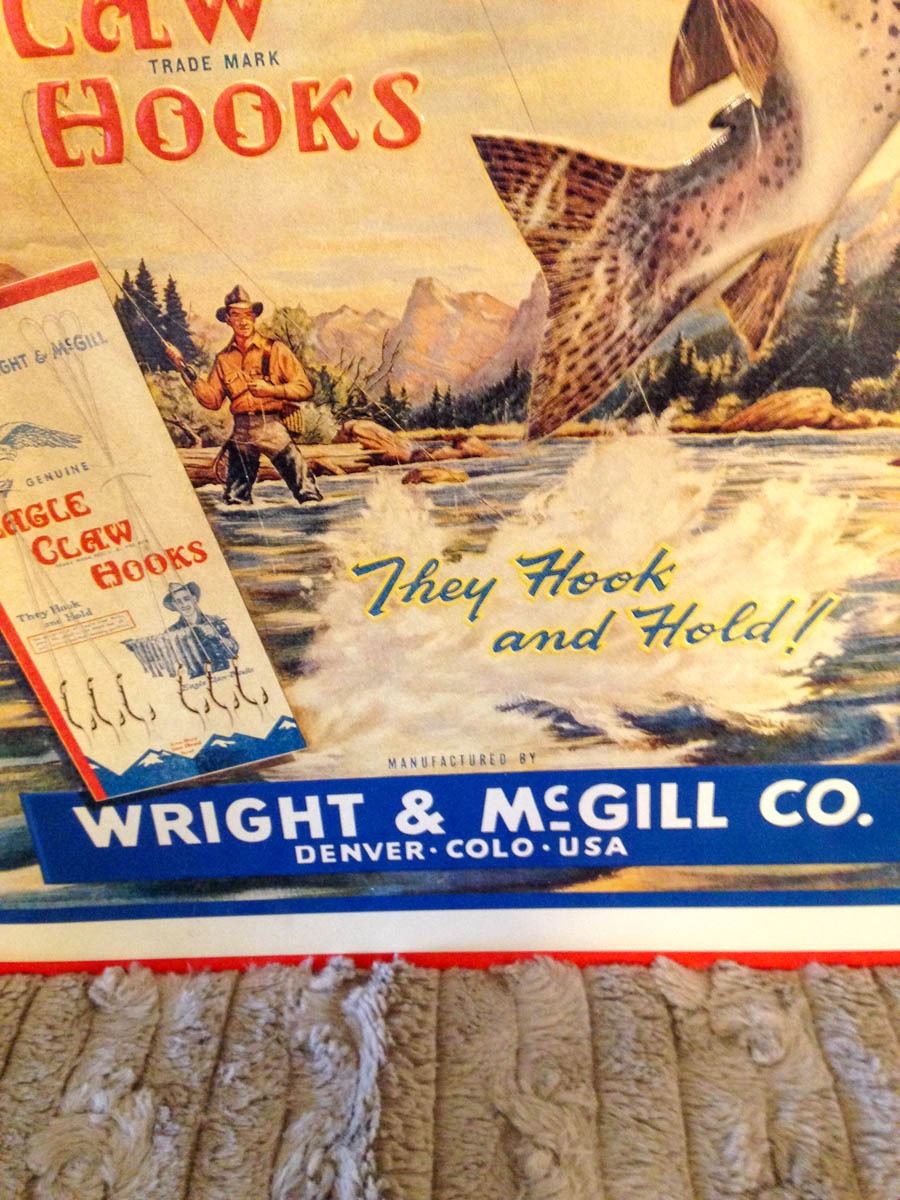 CLAW
TRADE MARK
HOOKS
GHT & McGILL
GENUINE
EAGLE
CLAW
HOOKS
They Hook
and Hold
They Hook
and Hold!
MANUFACTURED BY
WRIGHT & McGILL CO.
DENVER · COLO · USA